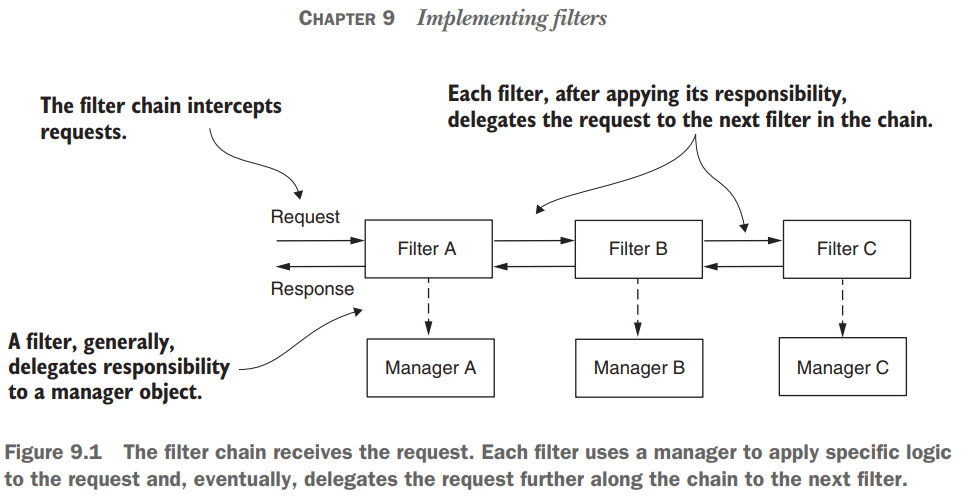 CHAPTER 9 Implementing filters
The filter chain intercepts
requests.
Each filter, after appying its responsibility,
delegates the request to the next filter in the chain.
Request
Filter A
Filter B
Filter C
Response
A filter, generally,
delegates responsibility
to a manager object.
Manager A
Manager B
Manager C
Figure 9.1 The filter chain receives the request. Each filter uses a manager to apply specific logic
to the request and, eventually, delegates the request further along the chain to the next filter.